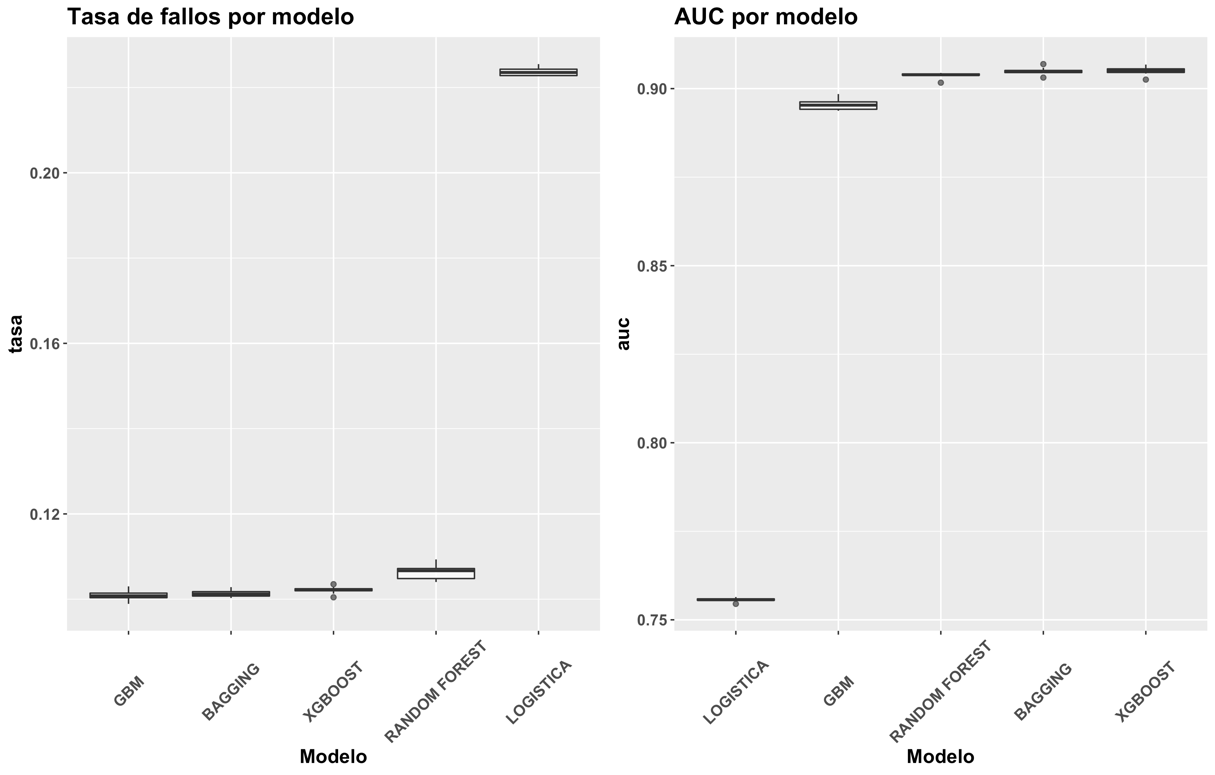 Tasa de fallos por modelo
tasa
0.20
0.16
0.12
GBM
BAGGING
XGBOOST
RANDOM FOREST
LOGISTICA
Modelo
AUC por modelo
auc
0.90
0.85
0.80
0.75
LOGISTICA
GBM
RANDOM FOREST
BAGGING
XGBOOST
Modelo